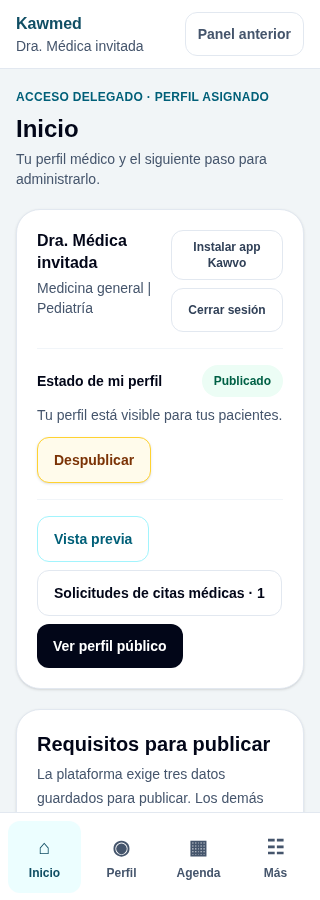 Kawmed
Dra. Médica invitada
Panel anterior
ACCESO DELEGADO · PERFIL ASIGNADO
Inicio
Tu perfil médico y el siguiente paso para
administrarlo.
Dra. Médica
invitada
Medicina general |
Pediatría
Instalar app
Kawvo
Cerrar sesión
Estado de mi perfil
Publicado
Tu perfil está visible para tus pacientes.
Despublicar
Vista previa
Solicitudes de citas médicas · 1
Ver perfil público
Requisitos para publicar
La plataforma exige tres datos
guardados para publicar. Los demás
Inicio
Perfil
Agenda
Más